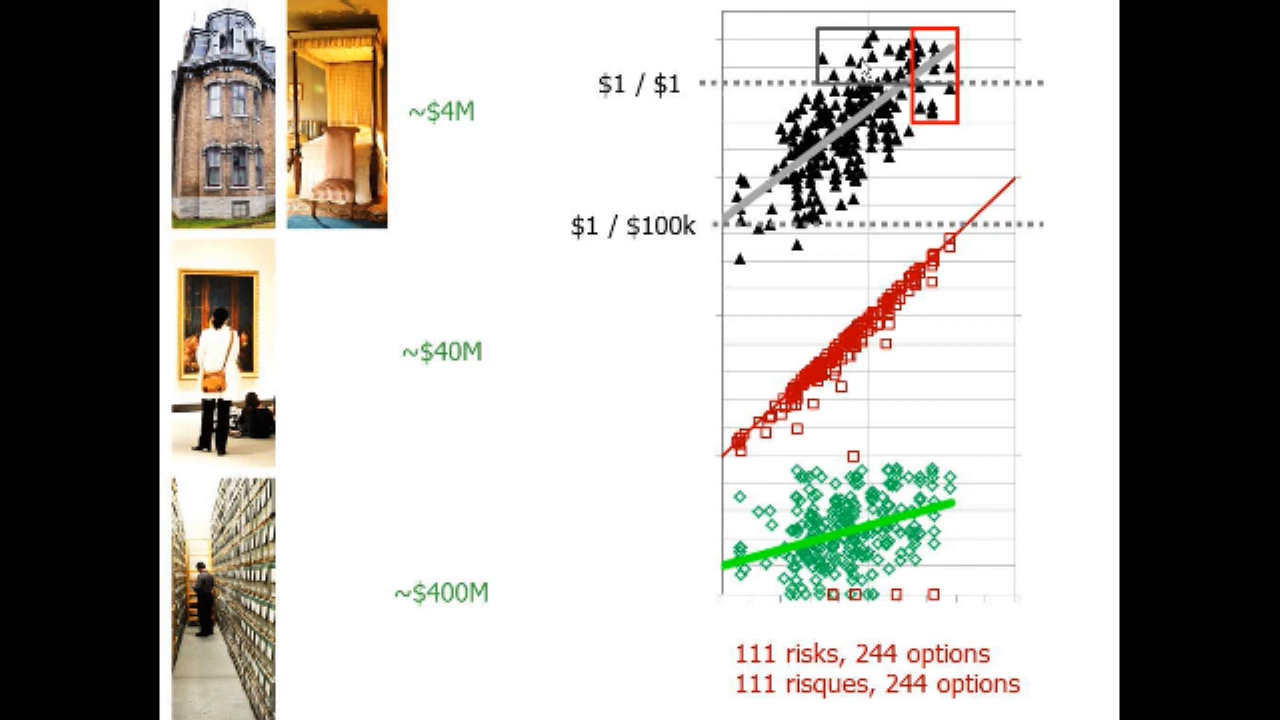 ~$4M
~$40M
~$400M
$1 / $1
$1 / $100k
111 risks, 244 options
111 risques, 244 options